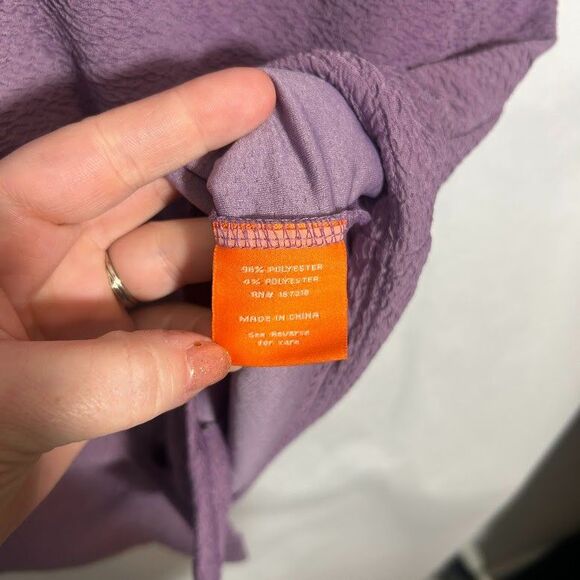 96% POLYESTER
4% POLYESTER
RN# 157218
MADE IN CHINA
See Reverse
for care